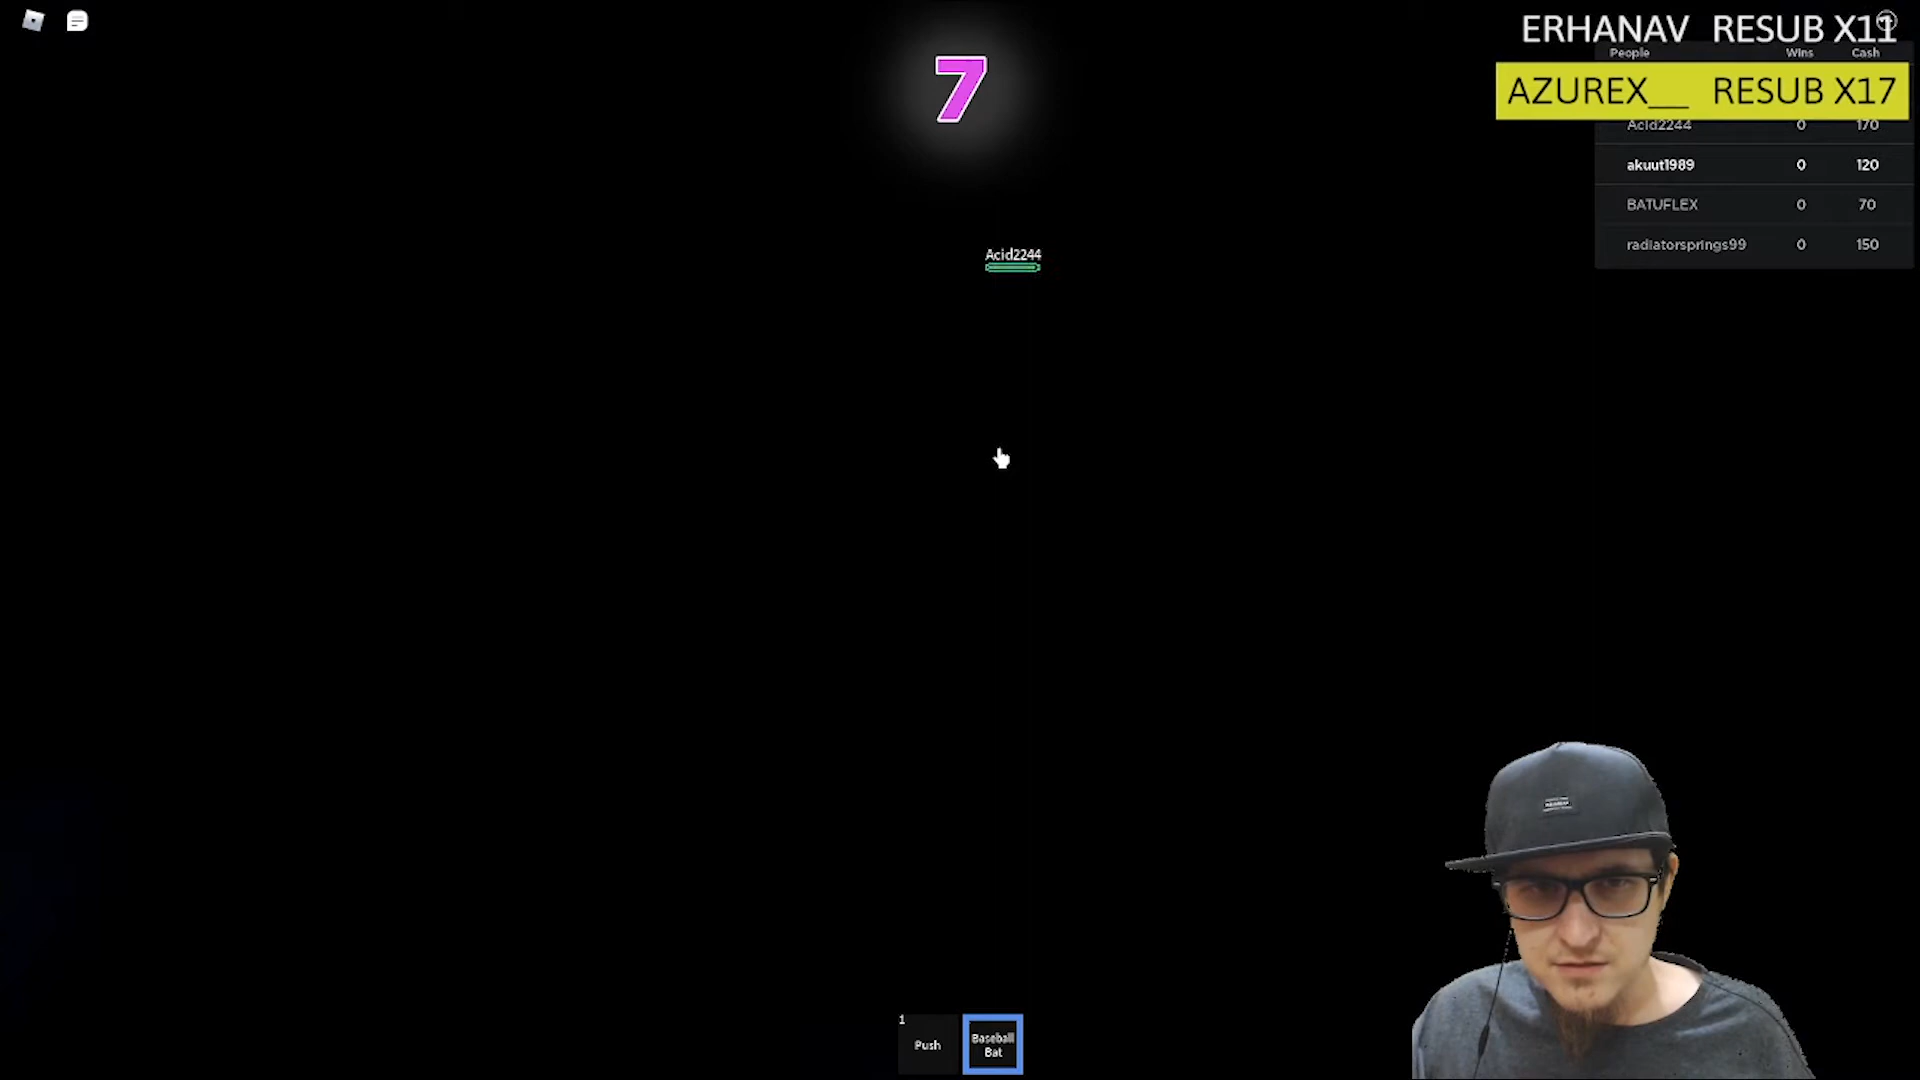 ERHANAV RESUB X11
People Wins Cash
AZUREX__ RESUB X17
Acid2244 0 170
akuut1989 0 120
BATUFLEX 0 70
radiatorsprings99 0 150
7
Acid2244
1
Push
Baseball
Bat